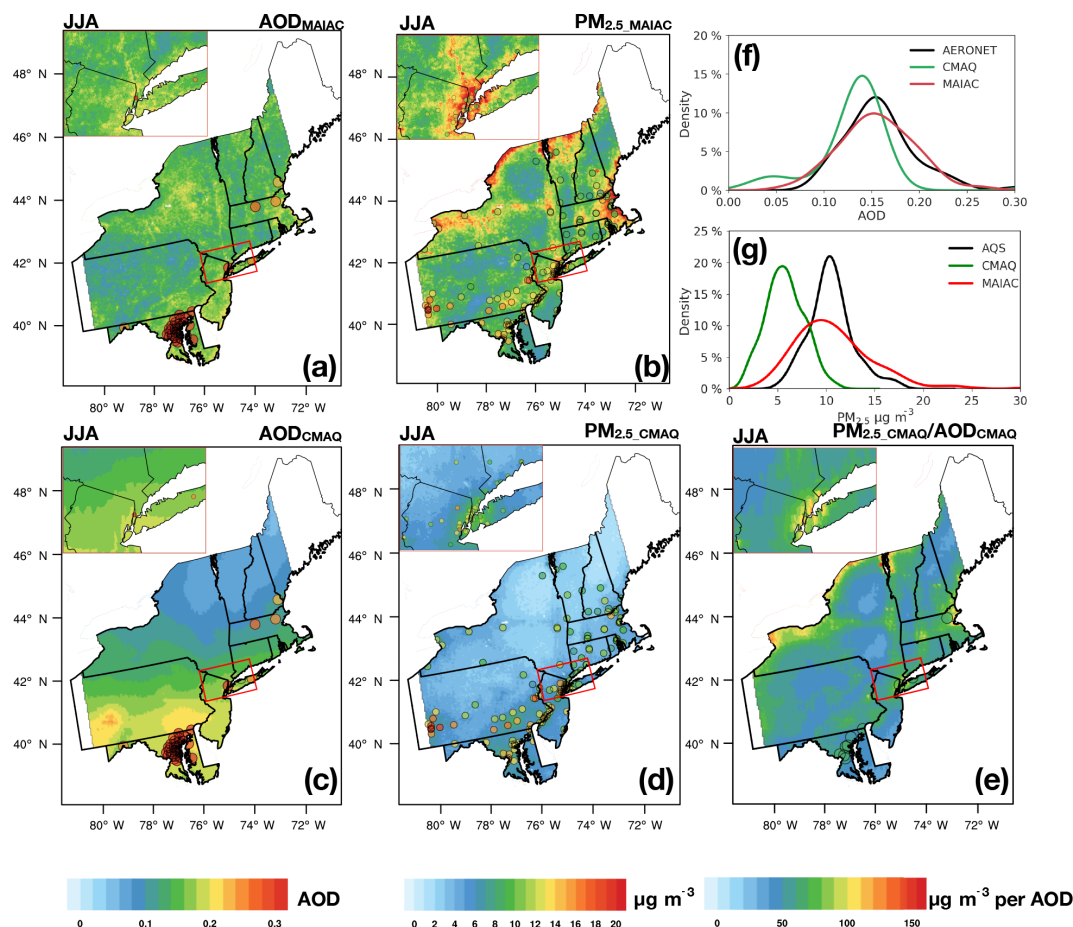 JJA AOD_MAIAC
48° N
46° N
44° N
42° N
40° N
80° W 78° W 76° W 74° W 72° W
(a)
JJA PM2.5_MAIAC
48° N
46° N
44° N
42° N
40° N
80° W 78° W 76° W 74° W 72° W
(b)
(f)
20 %
15 %
10 %
5 %
0 %
Density
AERONET
CMAQ
MAIAC
0.00 0.05 0.10 0.15 0.20 0.25 0.30
AOD
(g)
25 %
20 %
15 %
10 %
5 %
0 %
Density
AQS
CMAQ
MAIAC
0 5 10 15 20 25 30
PM2.5 µg m⁻³
JJA AOD_CMAQ
48° N
46° N
44° N
42° N
40° N
80° W 78° W 76° W 74° W 72° W
(c)
JJA PM2.5_CMAQ
48° N
46° N
44° N
42° N
40° N
80° W 78° W 76° W 74° W 72° W
(d)
JJA PM2.5_CMAQ/AOD_CMAQ
48° N
46° N
44° N
42° N
40° N
80° W 78° W 76° W 74° W 72° W
(e)
AOD
0 0.1 0.2 0.3
µg m⁻³
0 2 4 6 8 10 12 14 16 18 20
µg m⁻³ per AOD
0 50 100 150